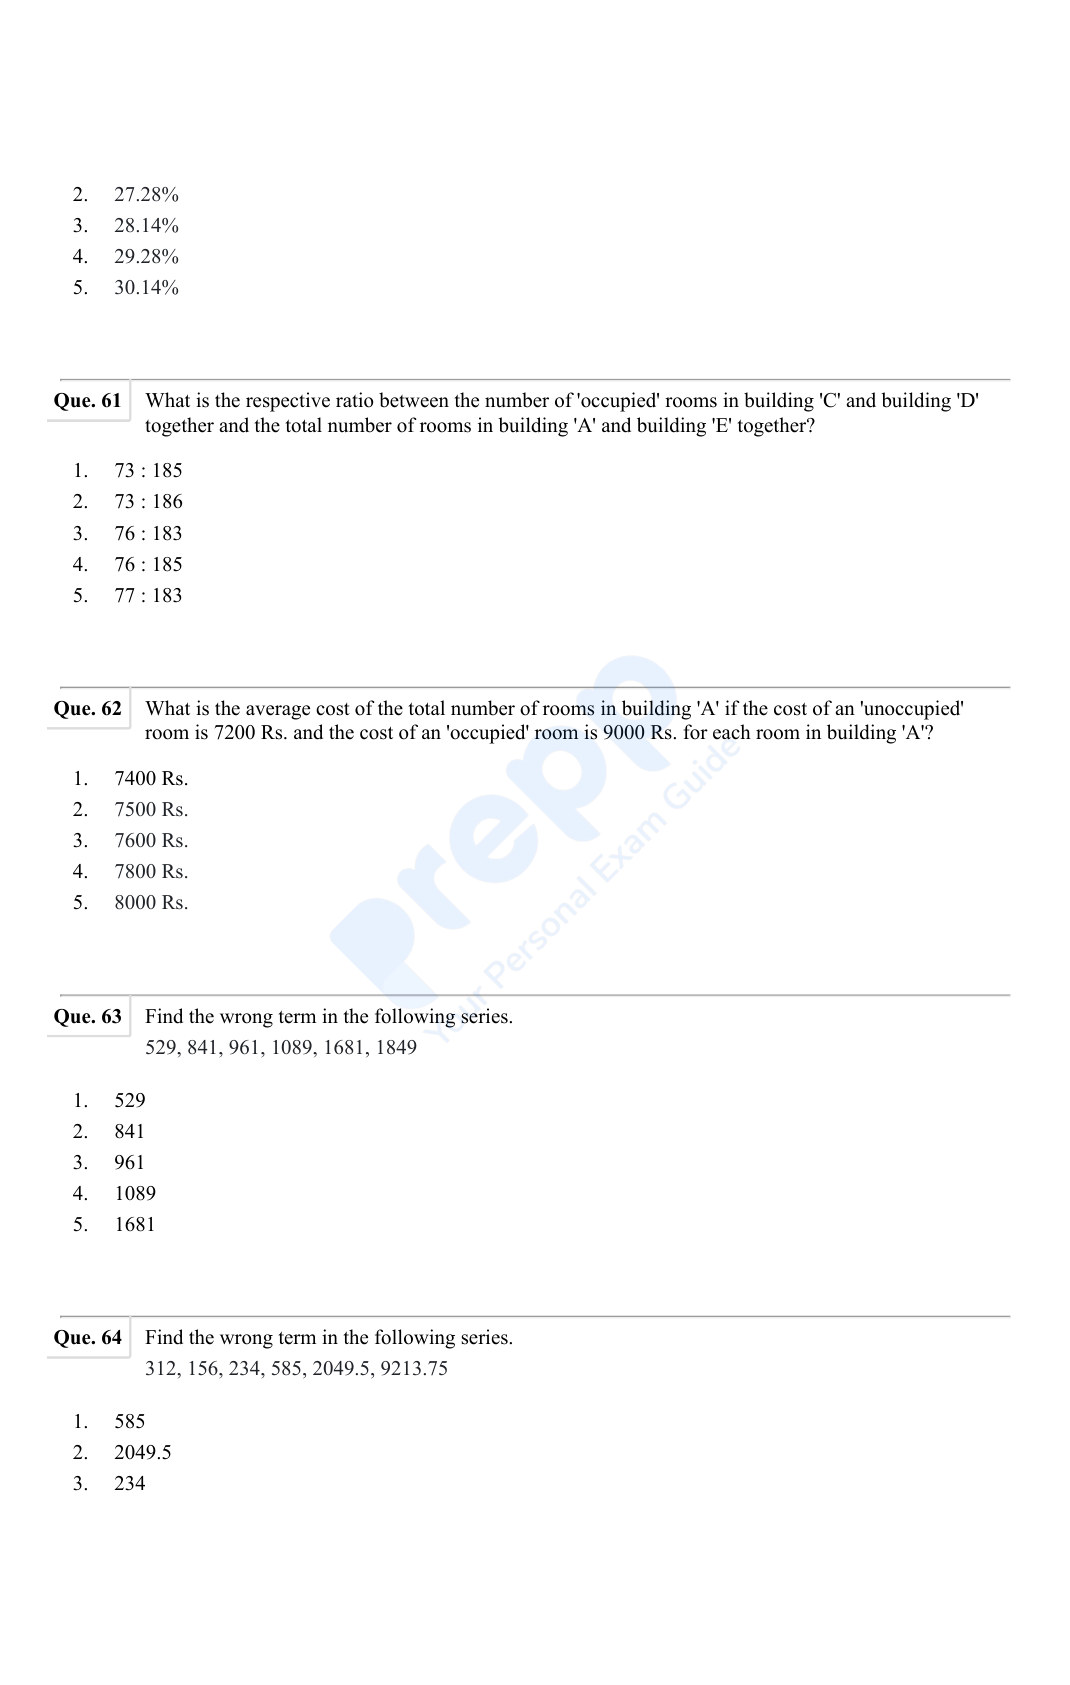 2. 27.28%
3. 28.14%
4. 29.28%
5. 30.14%
Que. 61 What is the respective ratio between the number of 'occupied' rooms in building 'C' and building 'D'
together and the total number of rooms in building 'A' and building 'E' together?
1. 73 : 185
2. 73 : 186
3. 76 : 183
4. 76 : 185
5. 77 : 183
Que. 62 What is the average cost of the total number of rooms in building 'A' if the cost of an 'unoccupied'
room is 7200 Rs. and the cost of an 'occupied' room is 9000 Rs. for each room in building 'A'?
1. 7400 Rs.
2. 7500 Rs.
3. 7600 Rs.
4. 7800 Rs.
5. 8000 Rs.
prepp
Your Personal Exam Guide
Que. 63 Find the wrong term in the following series.
529, 841, 961, 1089, 1681, 1849
1. 529
2. 841
3. 961
4. 1089
5. 1681
Que. 64 Find the wrong term in the following series.
312, 156, 234, 585, 2049.5, 9213.75
1. 585
2. 2049.5
3. 234